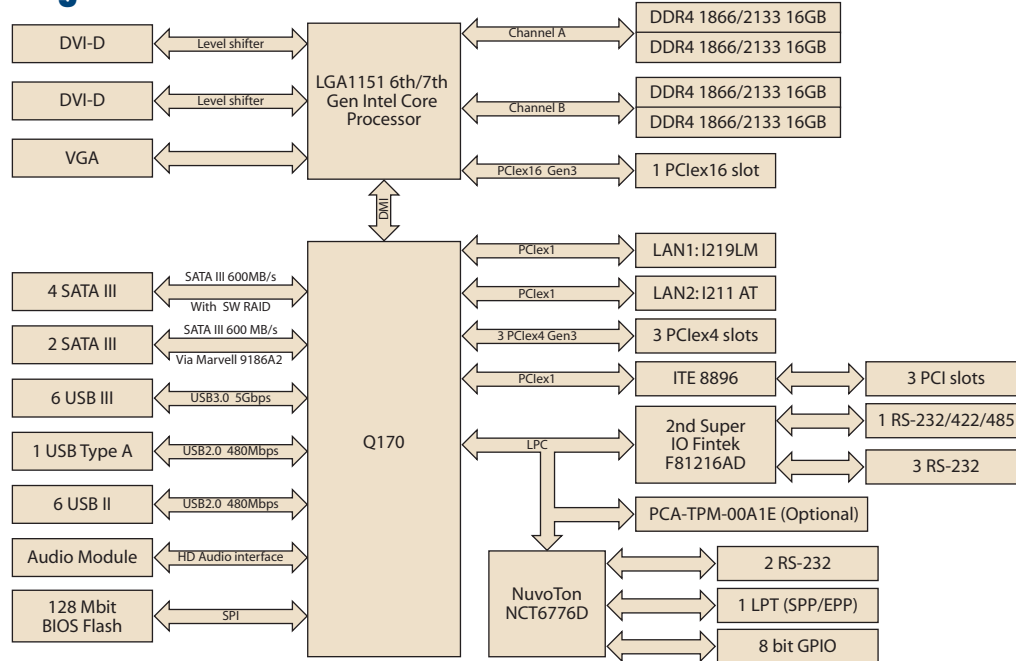 DVI-D
Level shifter
DVI-D
Level shifter
VGA
LGA1151 6th/7th
Gen Intel Core
Processor
Channel A
DDR4 1866/2133 16GB
DDR4 1866/2133 16GB
Channel B
DDR4 1866/2133 16GB
DDR4 1866/2133 16GB
PCIex16 Gen3
1 PCIex16 slot
DMI
4 SATA III
SATA III 600MB/s
With SW RAID
2 SATA III
SATA III 600 MB/s
Via Marvell 9186A2
6 USB III
USB3.0 5Gbps
1 USB Type A
USB2.0 480Mbps
6 USB II
USB2.0 480Mbps
Audio Module
HD Audio interface
128 Mbit
BIOS Flash
SPI
Q170
PCIex1
LAN1: I219LM
PCIex1
LAN2: I211 AT
3 PCIex4 Gen3
3 PCIex4 slots
PCIex1
ITE 8896
3 PCI slots
LPC
2nd Super
IO Fintek
F81216AD
1 RS-232/422/485
3 RS-232
PCA-TPM-00A1E (Optional)
NuvoTon
NCT6776D
2 RS-232
1 LPT (SPP/EPP)
8 bit GPIO